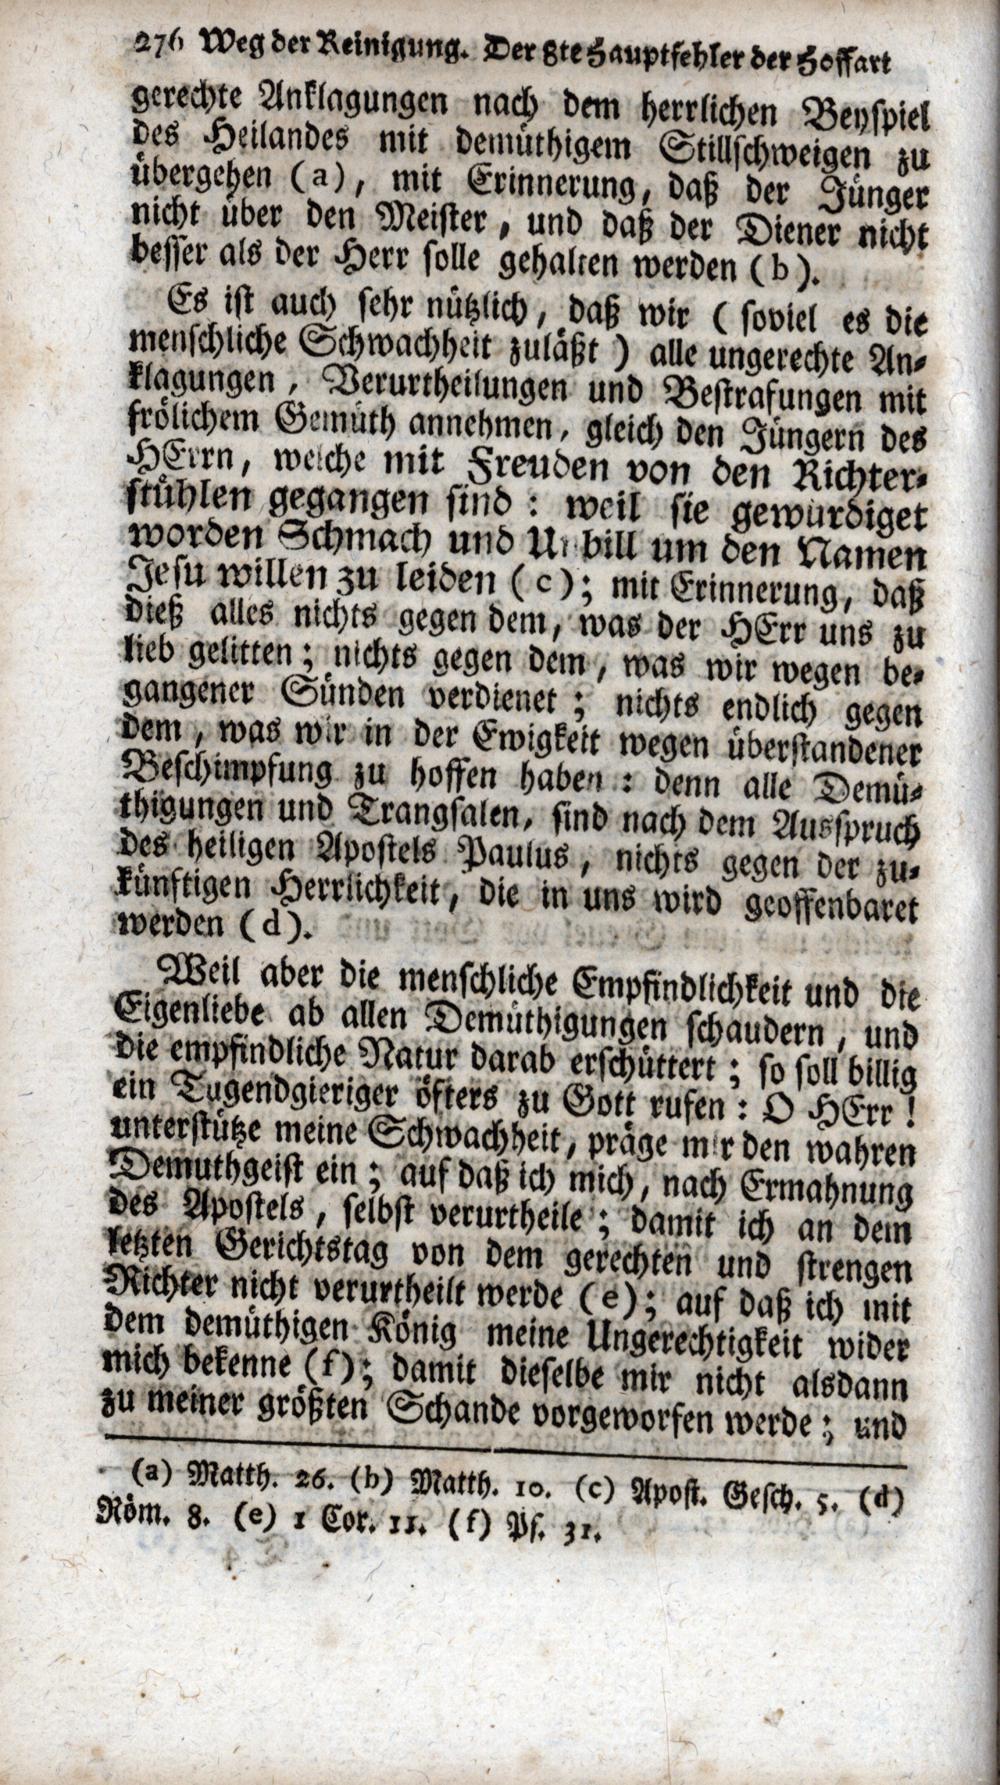 276 Weg der Reinigung. Der 8te Hauptfehler der Hoffart
gerechte Anklagungen nach dem herrlichen Beyspiel
des Heilandes mit demüthigem Stillschweigen zu
übergehen (a), mit Erinnerung, daß der Jünger
nicht über den Meister, und daß der Diener nicht
besser als der Herr solle gehalten werden (b).
Es ist auch sehr nützlich, daß wir (soviel es die
menschliche Schwachheit zuläßt) alle ungerechte An-
klagungen, Verurtheilungen und Bestrafungen mit
frölichem Gemüth annehmen, gleich den Jüngern des
HErrn, welche mit Freuden von den Richter-
stühlen gegangen sind: weil sie gewürdiget
worden Schmach und Unbill um den Namen
Jesu willen zu leiden (c); mit Erinnerung, daß
dieß alles nichts gegen dem, was der HErr uns zu
lieb gelitten; nichts gegen dem, was wir wegen be-
gangener Sünden verdienet; nichts endlich gegen
dem, was wir in der Ewigkeit wegen überstandener
Beschimpfung zu hoffen haben: denn alle Demü-
thigungen und Trangsalen, sind nach dem Ausspruch
des heiligen Apostels Paulus, nichts gegen der zu-
künftigen Herrlichkeit, die in uns wird geoffenbaret
werden (d).
Weil aber die menschliche Empfindlichkeit und die
Eigenliebe ab allen Demüthigungen schaudern, und
die empfindliche Natur darab erschüttert; so soll billig
ein Tugendgieriger öfters zu Gott rufen: O HErr!
unterstütze meine Schwachheit, präge mir den wahren
Demuthgeist ein; auf daß ich mich, nach Ermahnung
des Apostels, selbst verurtheile; damit ich an dem
letzten Gerichtstag von dem gerechten und strengen
Richter nicht verurtheilt werde (e); auf daß ich mit
dem demüthigen König meine Ungerechtigkeit wider
mich bekenne (f); damit dieselbe mir nicht alsdann
zu meiner größten Schande vorgeworfen werde; und
(a) Matth. 26. (b) Matth. 10. (c) Apost. Gesch. 5. (d)
Röm. 8. (e) 1 Cor. 11. (f) Ps. 31.